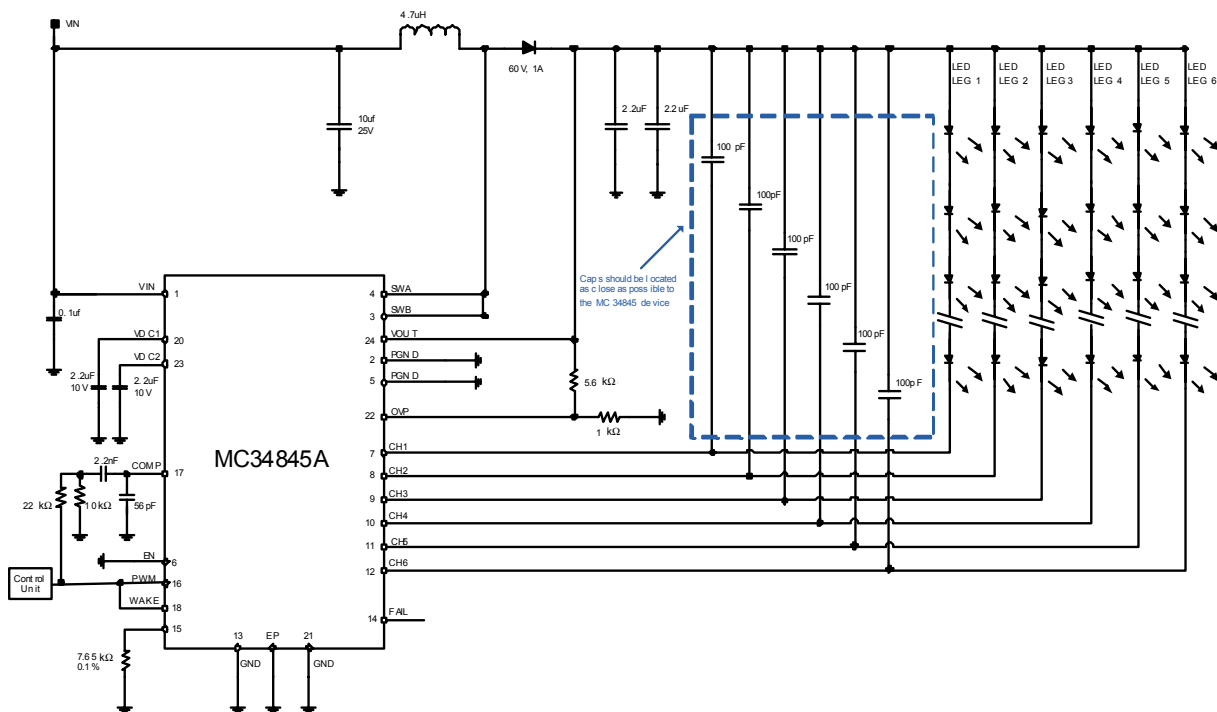 VIN
4.7uH
60V, 1A
10uf
25V
2.2uF
2.2uF
LED
LEG 1
LED
LEG 2
LED
LEG 3
LED
LEG 4
LED
LEG 5
LED
LEG 6
100 pF
100pF
100 pF
100 pF
100 pF
100pF
Caps should be located
as close as possible to
the MC34845 device
VIN
1
0.1uf
VDC1
20
VDC2
23
2.2uF
10V
2.2uF
10V
4
SWA
3
SWB
24
VOUT
2
PGND
5
PGND
5.6 kΩ
22
OVP
1 kΩ
MC34845A
7
CH1
8
CH2
9
CH3
10
CH4
11
CH5
12
CH6
2.2nF
COMP
17
22 kΩ
10kΩ
56pF
EN
6
Control
Unit
PWM
16
WAKE
18
15
14
FAIL
7.65 kΩ
0.1%
13
EP
21
GND
GND